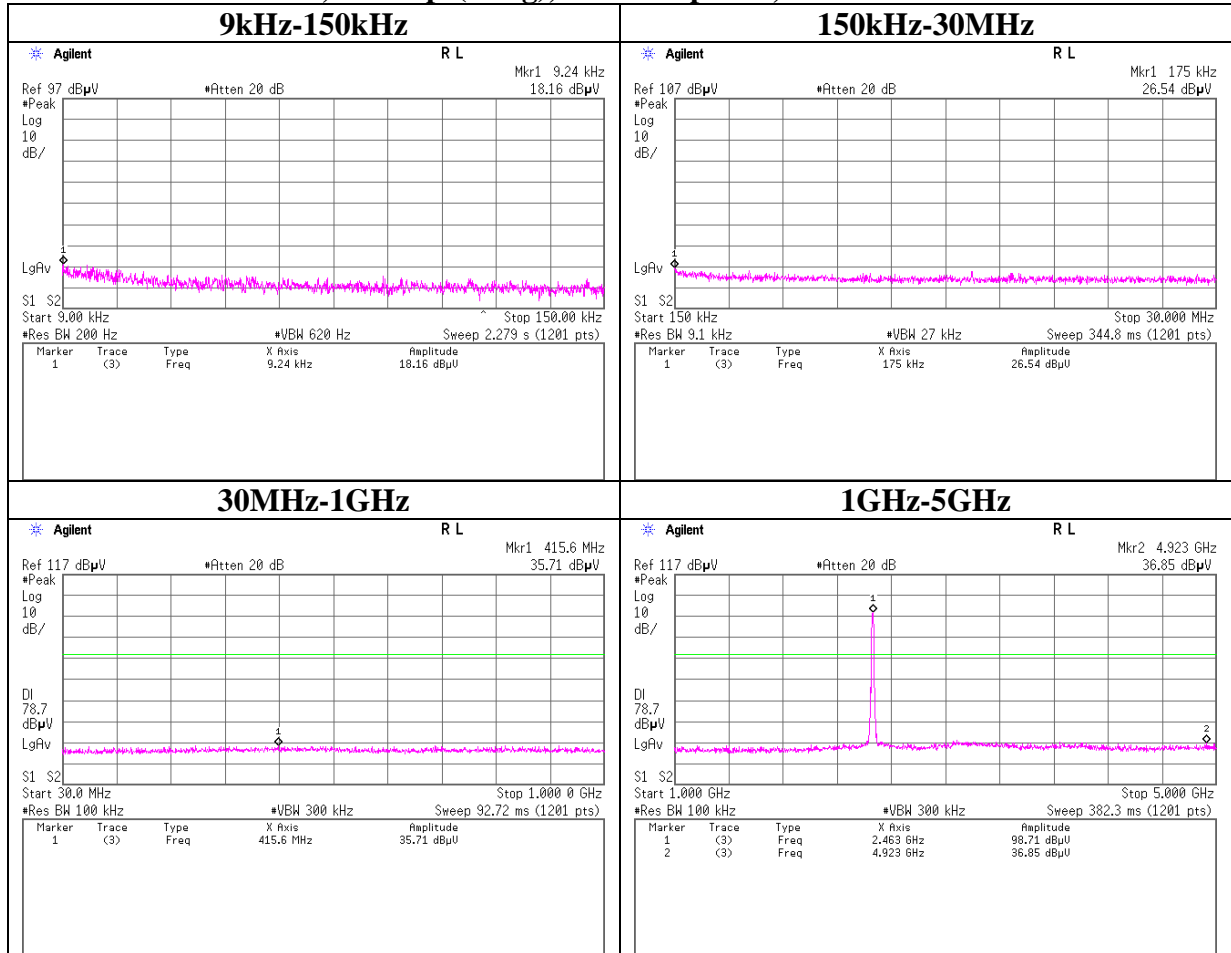 9kHz-150kHz
Agilent R L
Mkr1 9.24 kHz
Ref 97 dBµV #Atten 20 dB 18.16 dBµV
#Peak
Log
10
dB/
1
LgAv
S1 S2
Start 9.00 kHz ^ Stop 150.00 kHz
#Res BW 200 Hz #VBW 620 Hz Sweep 2.279 s (1201 pts)
Marker Trace Type X Axis Amplitude
1 (3) Freq 9.24 kHz 18.16 dBµV
150kHz-30MHz
Agilent R L
Mkr1 175 kHz
Ref 107 dBµV #Atten 20 dB 26.54 dBµV
#Peak
Log
10
dB/
1
LgAv
S1 S2
Start 150 kHz Stop 30.000 MHz
#Res BW 9.1 kHz #VBW 27 kHz Sweep 344.8 ms (1201 pts)
Marker Trace Type X Axis Amplitude
1 (3) Freq 175 kHz 26.54 dBµV
30MHz-1GHz
Agilent R L
Mkr1 415.6 MHz
Ref 117 dBµV #Atten 20 dB 35.71 dBµV
#Peak
Log
10
dB/
DI
78.7
dBµV
1
LgAv
S1 S2
Start 30.0 MHz Stop 1.000 0 GHz
#Res BW 100 kHz #VBW 300 kHz Sweep 92.72 ms (1201 pts)
Marker Trace Type X Axis Amplitude
1 (3) Freq 415.6 MHz 35.71 dBµV
1GHz-5GHz
Agilent R L
Mkr2 4.923 GHz
Ref 117 dBµV #Atten 20 dB 36.85 dBµV
#Peak
Log
1
10
dB/
DI
78.7
dBµV
2
LgAv
S1 S2
Start 1.000 GHz Stop 5.000 GHz
#Res BW 100 kHz #VBW 300 kHz Sweep 382.3 ms (1201 pts)
Marker Trace Type X Axis Amplitude
1 (3) Freq 2.463 GHz 98.71 dBµV
2 (3) Freq 4.923 GHz 36.85 dBµV